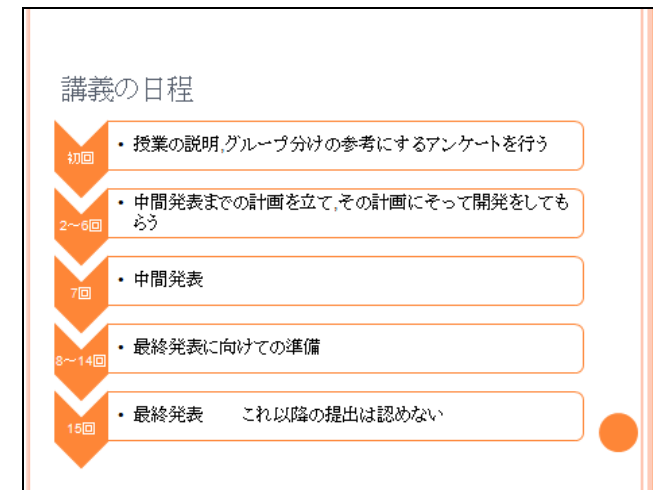 講義の日程
初回
・授業の説明,グループ分けの参考にするアンケートを行う
2～6回
・中間発表までの計画を立て,その計画にそって開発をしても
らう
7回
・中間発表
8～14回
・最終発表に向けての準備
15回
・最終発表　　これ以降の提出は認めない